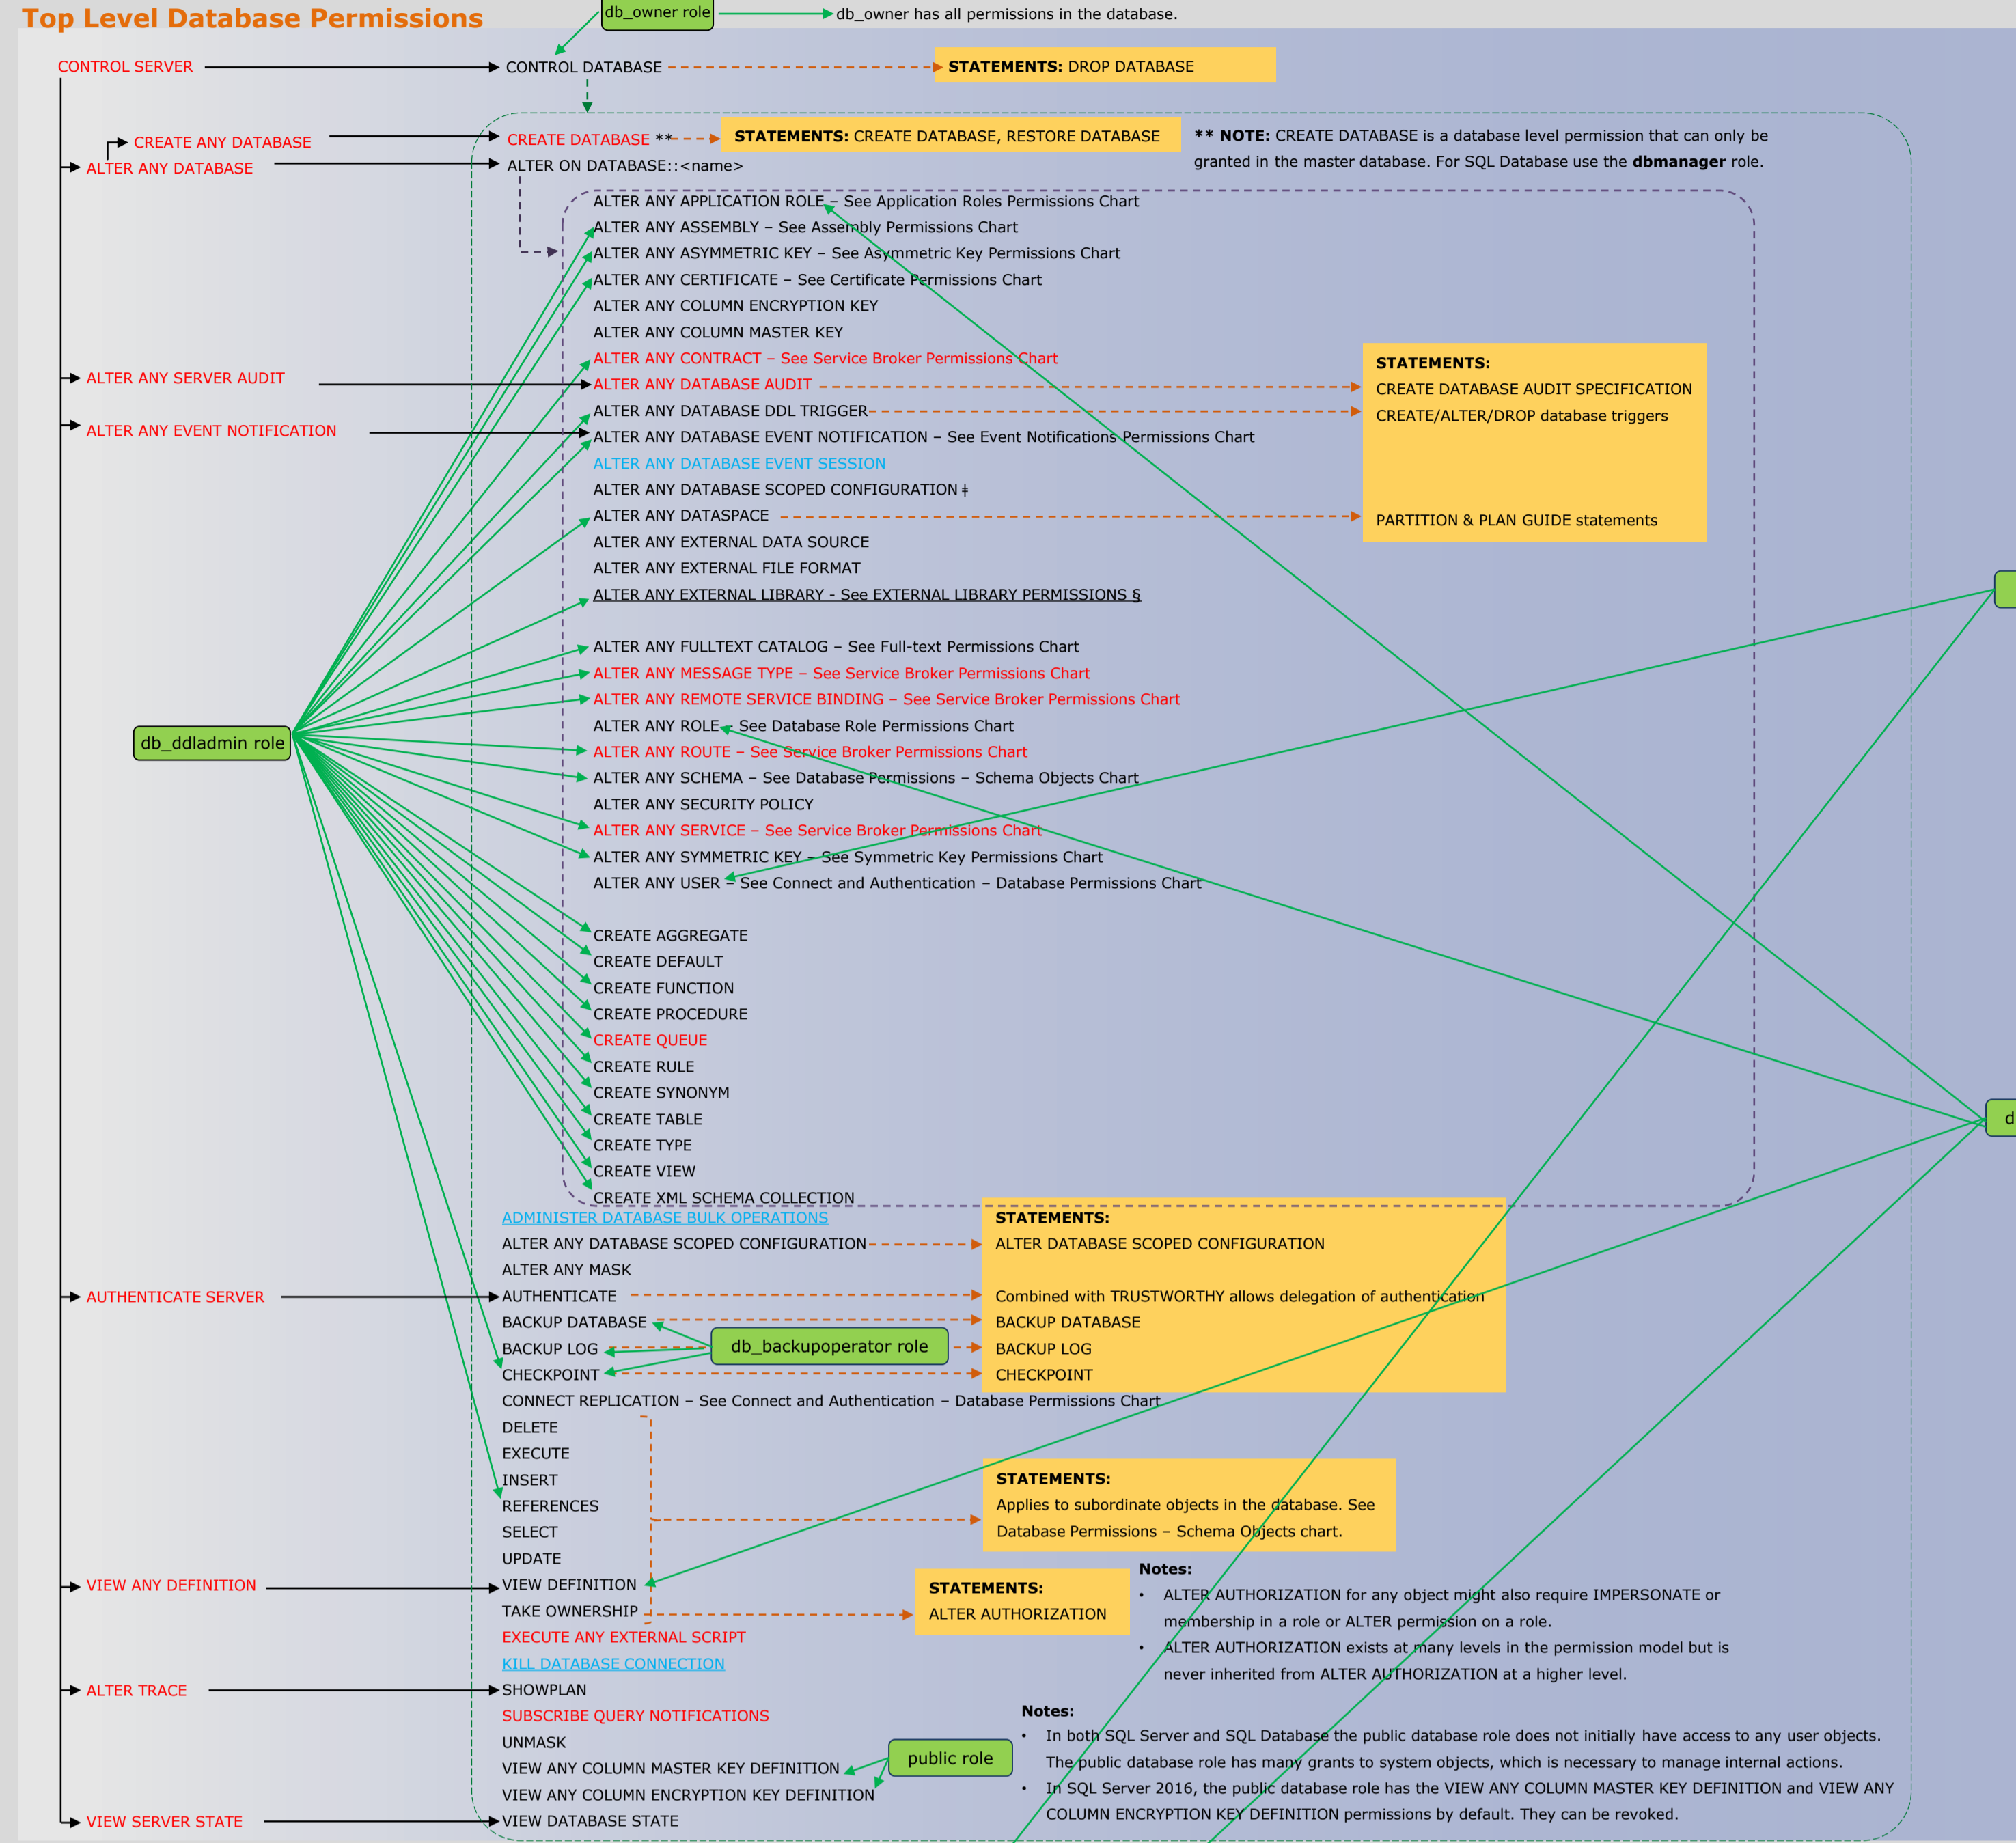 Top Level Database Permissions
db_owner role
db_owner has all permissions in the database.
CONTROL SERVER
CONTROL DATABASE
STATEMENTS: DROP DATABASE
CREATE ANY DATABASE
ALTER ANY DATABASE
CREATE DATABASE **
STATEMENTS: CREATE DATABASE, RESTORE DATABASE
** NOTE: CREATE DATABASE is a database level permission that can only be
granted in the master database. For SQL Database use the dbmanager role.
ALTER ON DATABASE::<name>
ALTER ANY APPLICATION ROLE – See Application Roles Permissions Chart
ALTER ANY ASSEMBLY – See Assembly Permissions Chart
ALTER ANY ASYMMETRIC KEY – See Asymmetric Key Permissions Chart
ALTER ANY CERTIFICATE – See Certificate Permissions Chart
ALTER ANY COLUMN ENCRYPTION KEY
ALTER ANY COLUMN MASTER KEY
ALTER ANY CONTRACT – See Service Broker Permissions Chart
ALTER ANY SERVER AUDIT
ALTER ANY DATABASE AUDIT
ALTER ANY DATABASE DDL TRIGGER
ALTER ANY EVENT NOTIFICATION
ALTER ANY DATABASE EVENT NOTIFICATION – See Event Notifications Permissions Chart
ALTER ANY DATABASE EVENT SESSION
ALTER ANY DATABASE SCOPED CONFIGURATION ǂ
ALTER ANY DATASPACE
STATEMENTS:
CREATE DATABASE AUDIT SPECIFICATION
CREATE/ALTER/DROP database triggers
PARTITION & PLAN GUIDE statements
ALTER ANY EXTERNAL DATA SOURCE
ALTER ANY EXTERNAL FILE FORMAT
ALTER ANY EXTERNAL LIBRARY - See EXTERNAL LIBRARY PERMISSIONS §
ALTER ANY FULLTEXT CATALOG – See Full-text Permissions Chart
ALTER ANY MESSAGE TYPE – See Service Broker Permissions Chart
ALTER ANY REMOTE SERVICE BINDING – See Service Broker Permissions Chart
ALTER ANY ROLE – See Database Role Permissions Chart
db_ddladmin role
ALTER ANY ROUTE – See Service Broker Permissions Chart
ALTER ANY SCHEMA – See Database Permissions – Schema Objects Chart
ALTER ANY SECURITY POLICY
ALTER ANY SERVICE – See Service Broker Permissions Chart
ALTER ANY SYMMETRIC KEY – See Symmetric Key Permissions Chart
ALTER ANY USER – See Connect and Authentication – Database Permissions Chart
CREATE AGGREGATE
CREATE DEFAULT
CREATE FUNCTION
CREATE PROCEDURE
CREATE QUEUE
CREATE RULE
CREATE SYNONYM
CREATE TABLE
CREATE TYPE
CREATE VIEW
CREATE XML SCHEMA COLLECTION
ADMINISTER DATABASE BULK OPERATIONS
ALTER ANY DATABASE SCOPED CONFIGURATION
ALTER ANY MASK
AUTHENTICATE SERVER
AUTHENTICATE
BACKUP DATABASE
BACKUP LOG
CHECKPOINT
db_backupoperator role
STATEMENTS:
ALTER DATABASE SCOPED CONFIGURATION
Combined with TRUSTWORTHY allows delegation of authentication
BACKUP DATABASE
BACKUP LOG
CHECKPOINT
CONNECT REPLICATION – See Connect and Authentication – Database Permissions Chart
DELETE
EXECUTE
INSERT
REFERENCES
SELECT
UPDATE
STATEMENTS:
Applies to subordinate objects in the database. See
Database Permissions – Schema Objects chart.
VIEW ANY DEFINITION
VIEW DEFINITION
TAKE OWNERSHIP
STATEMENTS:
ALTER AUTHORIZATION
Notes:
• ALTER AUTHORIZATION for any object might also require IMPERSONATE or
membership in a role or ALTER permission on a role.
• ALTER AUTHORIZATION exists at many levels in the permission model but is
never inherited from ALTER AUTHORIZATION at a higher level.
EXECUTE ANY EXTERNAL SCRIPT
KILL DATABASE CONNECTION
ALTER TRACE
SHOWPLAN
SUBSCRIBE QUERY NOTIFICATIONS
UNMASK
VIEW ANY COLUMN MASTER KEY DEFINITION
VIEW ANY COLUMN ENCRYPTION KEY DEFINITION
public role
Notes:
• In both SQL Server and SQL Database the public database role does not initially have access to any user objects.
The public database role has many grants to system objects, which is necessary to manage internal actions.
• In SQL Server 2016, the public database role has the VIEW ANY COLUMN MASTER KEY DEFINITION and VIEW ANY
COLUMN ENCRYPTION KEY DEFINITION permissions by default. They can be revoked.
VIEW SERVER STATE
VIEW DATABASE STATE